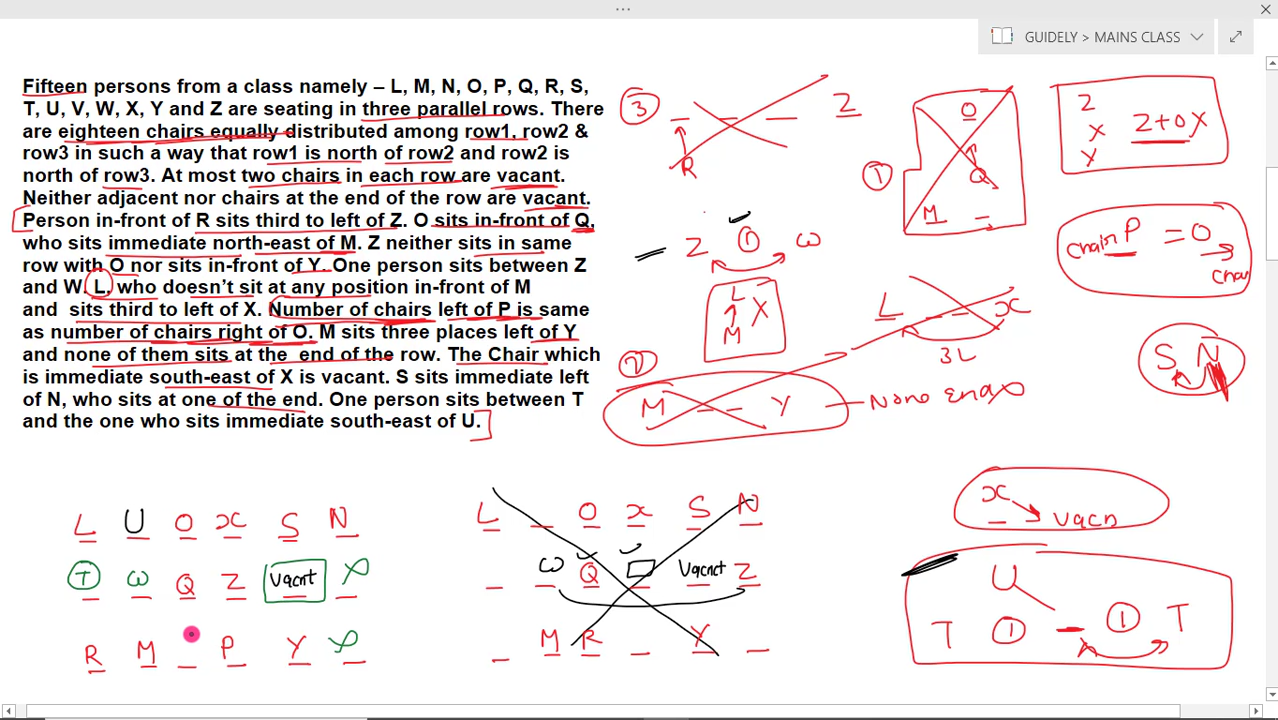 ...
GUIDELY > MAINS CLASS
Fifteen persons from a class namely – L, M, N, O, P, Q, R, S,
T, U, V, W, X, Y and Z are seating in three parallel rows. There
are eighteen chairs equally distributed among row1, row2 &
row3 in such a way that row1 is north of row2 and row2 is
north of row3. At most two chairs in each row are vacant.
Neither adjacent nor chairs at the end of the row are vacant.
Person in-front of R sits third to left of Z. O sits in-front of Q,
who sits immediate north-east of M. Z neither sits in same
row with O nor sits in-front of Y. One person sits between Z
and W. L, who doesn't sit at any position in-front of M
and sits third to left of X. Number of chairs left of P is same
as number of chairs right of O. M sits three places left of Y
and none of them sits at the end of the row. The Chair which
is immediate south-east of X is vacant. S sits immediate left
of N, who sits at one of the end. One person sits between T
and the one who sits immediate south-east of U.
3 Z
R
1 O
Q
M
Z
X
Y
Z+O X
Z 1 W
L
M X
L x
3L
2
M Y None End
Chair P = O
Chair
S N
x
vacn
U
T 1 1 T
L U O x S N
T W Q Z Vacnt
R M P Y
L O x S N
W Q Vacnct Z
M R Y